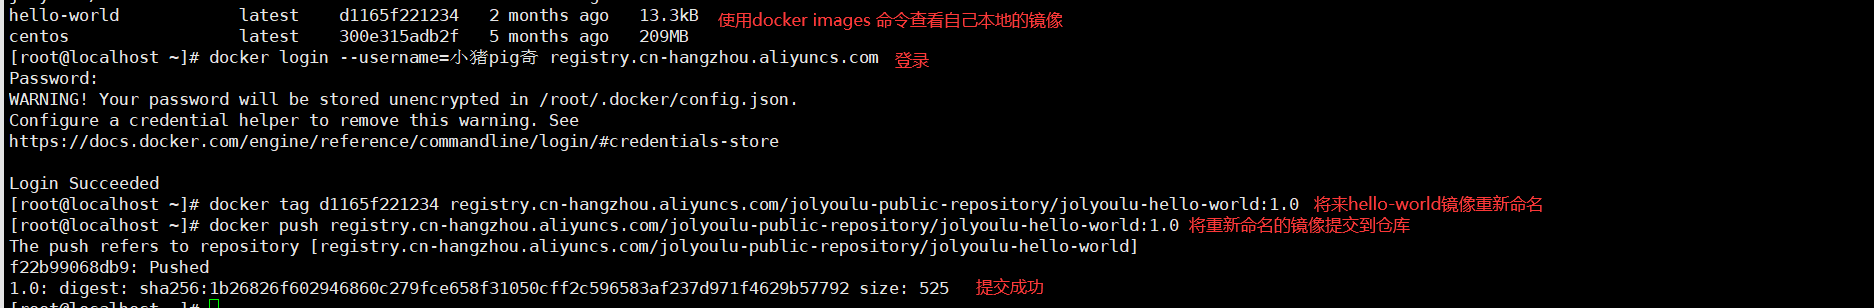 hello-world latest d1165f221234 2 months ago 13.3kB 使用docker images 命令查看自己本地的镜像
centos latest 300e315adb2f 5 months ago 209MB
[root@localhost ~]# docker login --username=小猪pig奇 registry.cn-hangzhou.aliyuncs.com 登录
Password:
WARNING! Your password will be stored unencrypted in /root/.docker/config.json.
Configure a credential helper to remove this warning. See
https://docs.docker.com/engine/reference/commandline/login/#credentials-store
Login Succeeded
[root@localhost ~]# docker tag d1165f221234 registry.cn-hangzhou.aliyuncs.com/jolyoulu-public-repository/jolyoulu-hello-world:1.0 将来hello-world镜像重新命名
[root@localhost ~]# docker push registry.cn-hangzhou.aliyuncs.com/jolyoulu-public-repository/jolyoulu-hello-world:1.0 将重新命名的镜像提交到仓库
The push refers to repository [registry.cn-hangzhou.aliyuncs.com/jolyoulu-public-repository/jolyoulu-hello-world]
f22b99068db9: Pushed
1.0: digest: sha256:1b26826f602946860c279fce658f31050cff2c596583af237d971f4629b57792 size: 525 提交成功
[root@localhost ~]#